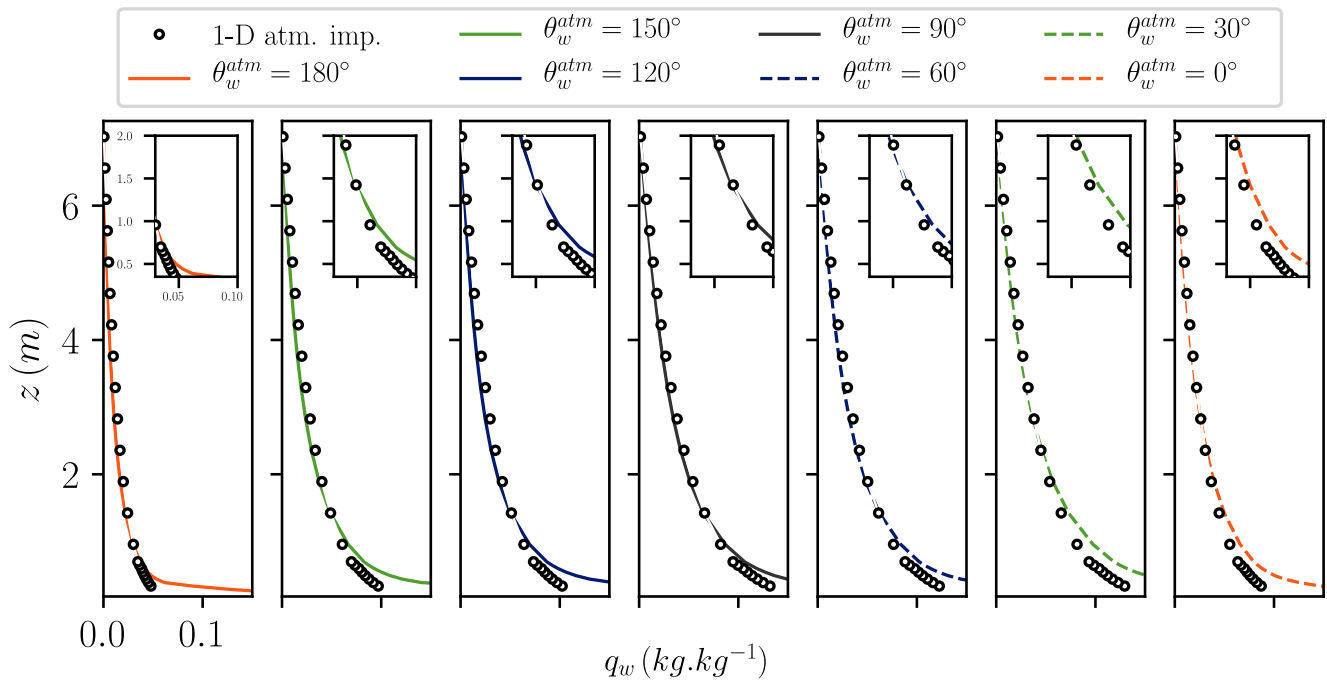 1-D atm. imp. θ_w^{atm} = 150° θ_w^{atm} = 90° θ_w^{atm} = 30°
θ_w^{atm} = 180° θ_w^{atm} = 120° θ_w^{atm} = 60° θ_w^{atm} = 0°
z (m)
6
4
2
2.0
1.5
1.0
0.5
0.05 0.10
0.0 0.1
q_w (kg.kg^{-1})